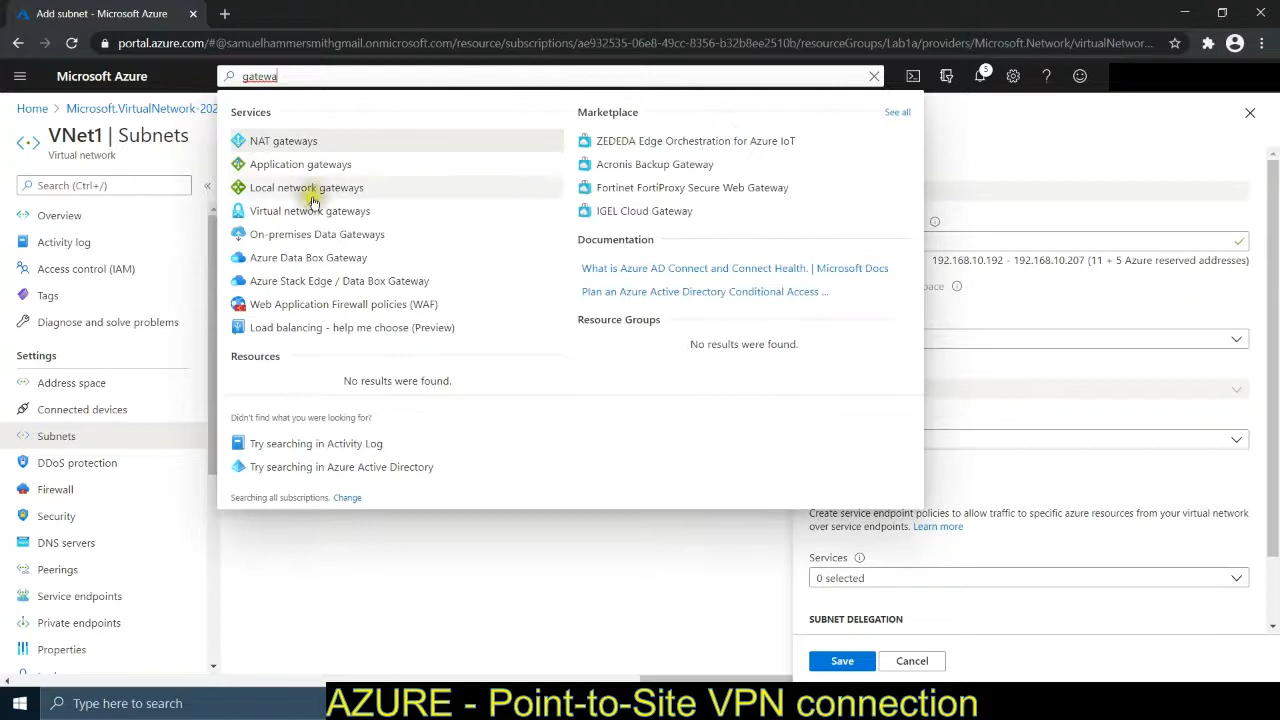 Add subnet - Microsoft Azure
portal.azure.com/#@samuelhammersmithgmail.onmicrosoft.com/resource/subscriptions/ae932535-06e8-49cc-8356-b32b8ee2510b/resourceGroups/Lab1a/providers/Microsoft.Network/virtualNetwor...
Microsoft Azure
gatewa
5
Home > Microsoft.VirtualNetwork-202
VNet1 | Subnets
Virtual network
Search (Ctrl+/)
Overview
Activity log
Access control (IAM)
Tags
Diagnose and solve problems
Settings
Address space
Connected devices
Subnets
DDoS protection
Firewall
Security
DNS servers
Peerings
Service endpoints
Private endpoints
Properties
Services
NAT gateways
Application gateways
Local network gateways
Virtual network gateways
On-premises Data Gateways
Azure Data Box Gateway
Azure Stack Edge / Data Box Gateway
Web Application Firewall policies (WAF)
Load balancing - help me choose (Preview)
Resources
No results were found.
Marketplace
See all
ZEDEDA Edge Orchestration for Azure IoT
Acronis Backup Gateway
Fortinet FortiProxy Secure Web Gateway
IGEL Cloud Gateway
Documentation
What is Azure AD Connect and Connect Health. | Microsoft Docs
Plan an Azure Active Directory Conditional Access ...
Resource Groups
No results were found.
Didn't find what you were looking for?
Try searching in Activity Log
Try searching in Azure Active Directory
Searching all subscriptions. Change
192.168.10.192 - 192.168.10.207 (11 + 5 Azure reserved addresses)
pace
Create service endpoint policies to allow traffic to specific azure resources from your virtual network
over service endpoints. Learn more
Services
0 selected
SUBNET DELEGATION
Save
Cancel
Type here to search
AZURE - Point-to-Site VPN connection